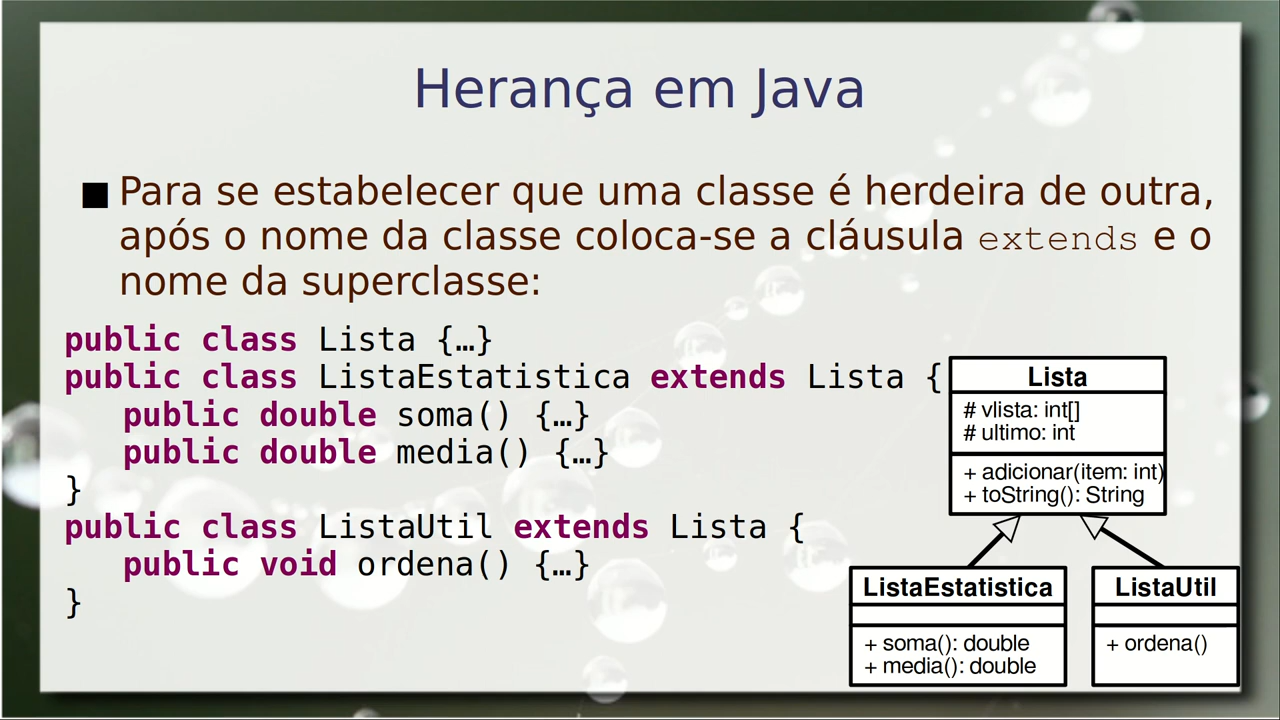 Herança em Java
■ Para se estabelecer que uma classe é herdeira de outra,
após o nome da classe coloca-se a cláusula extends e o
nome da superclasse:
public class Lista {…}
public class ListaEstatistica extends Lista {
public double soma() {…}
public double media() {…}
}
public class ListaUtil extends Lista {
public void ordena() {…}
}
Lista
# vlista: int[]
# ultimo: int
+ adicionar(item: int)
+ toString(): String
ListaEstatistica
+ soma(): double
+ media(): double
ListaUtil
+ ordena()